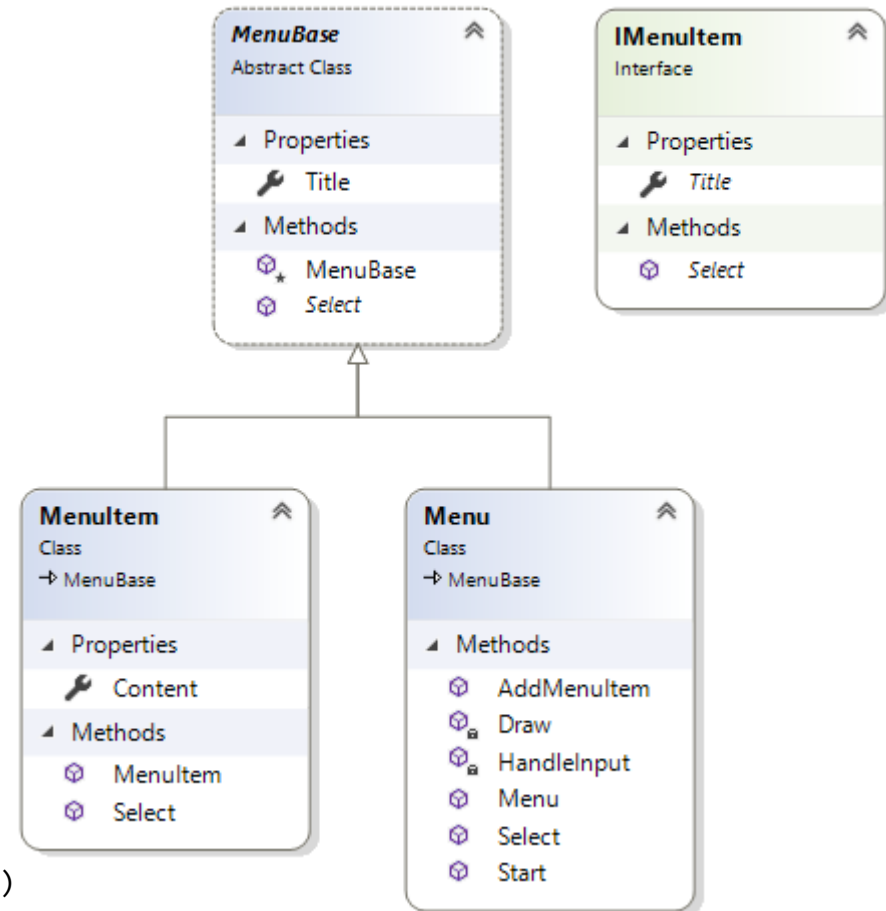 MenuBase
Abstract Class
Properties
Title
Methods
MenuBase
Select
IMenuItem
Interface
Properties
Title
Methods
Select
MenuItem
Class
MenuBase
Properties
Content
Methods
MenuItem
Select
Menu
Class
MenuBase
Methods
AddMenuItem
Draw
HandleInput
Menu
Select
Start
)